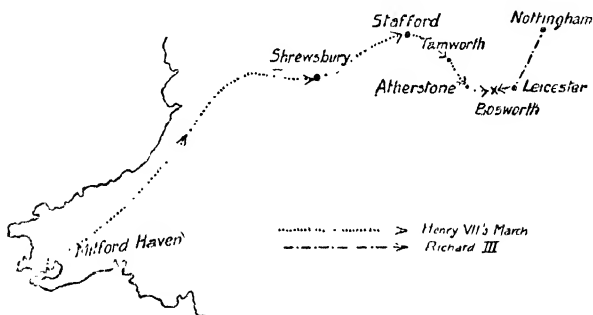 Nottingham
Stafford
Tamworth
Shrewsbury
Atherstone
Leicester
Bosworth
Milford Haven
Henry VII's March
Richard III